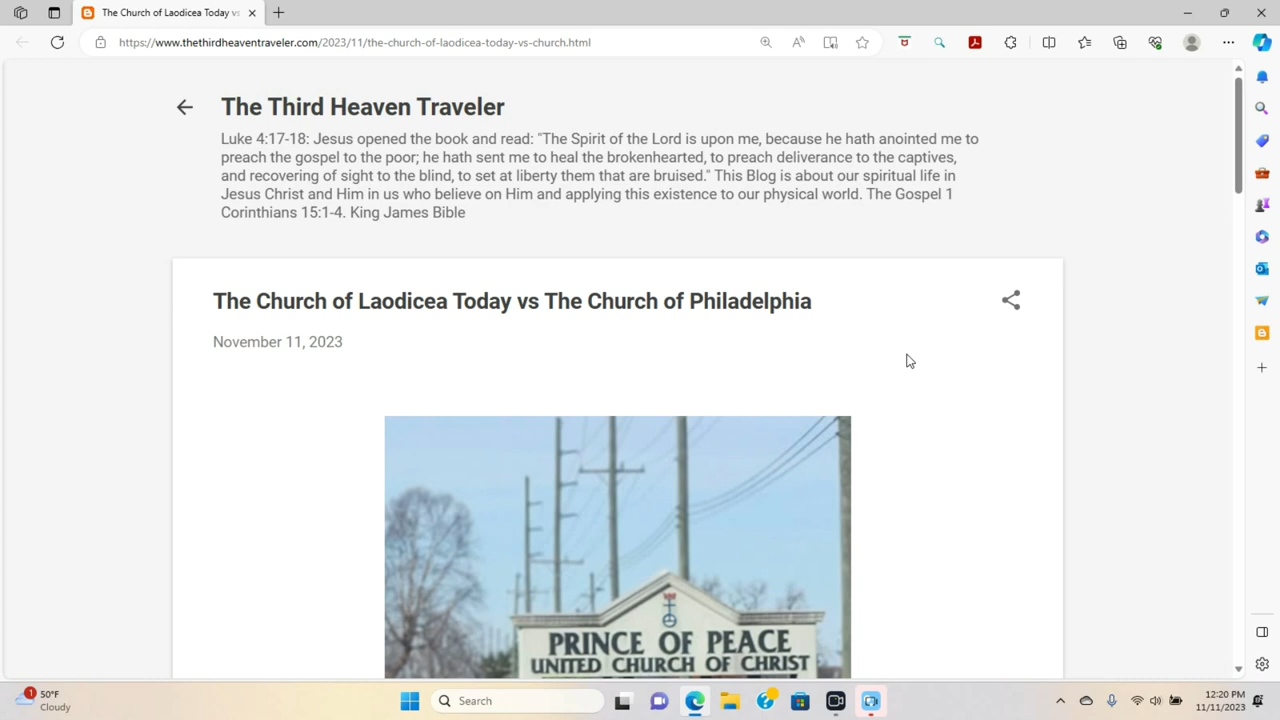 The Church of Laodicea Today vs
https://www.thethirdheaventraveler.com/2023/11/the-church-of-laodicea-today-vs-church.html
The Third Heaven Traveler
Luke 4:17-18: Jesus opened the book and read: "The Spirit of the Lord is upon me, because he hath anointed me to
preach the gospel to the poor; he hath sent me to heal the brokenhearted, to preach deliverance to the captives,
and recovering of sight to the blind, to set at liberty them that are bruised." This Blog is about our spiritual life in
Jesus Christ and Him in us who believe on Him and applying this existence to our physical world. The Gospel 1
Corinthians 15:1-4. King James Bible
The Church of Laodicea Today vs The Church of Philadelphia
November 11, 2023
PRINCE OF PEACE
UNITED CHURCH OF CHRIST
1
50°F
Cloudy
Search
12:20 PM
11/11/2023